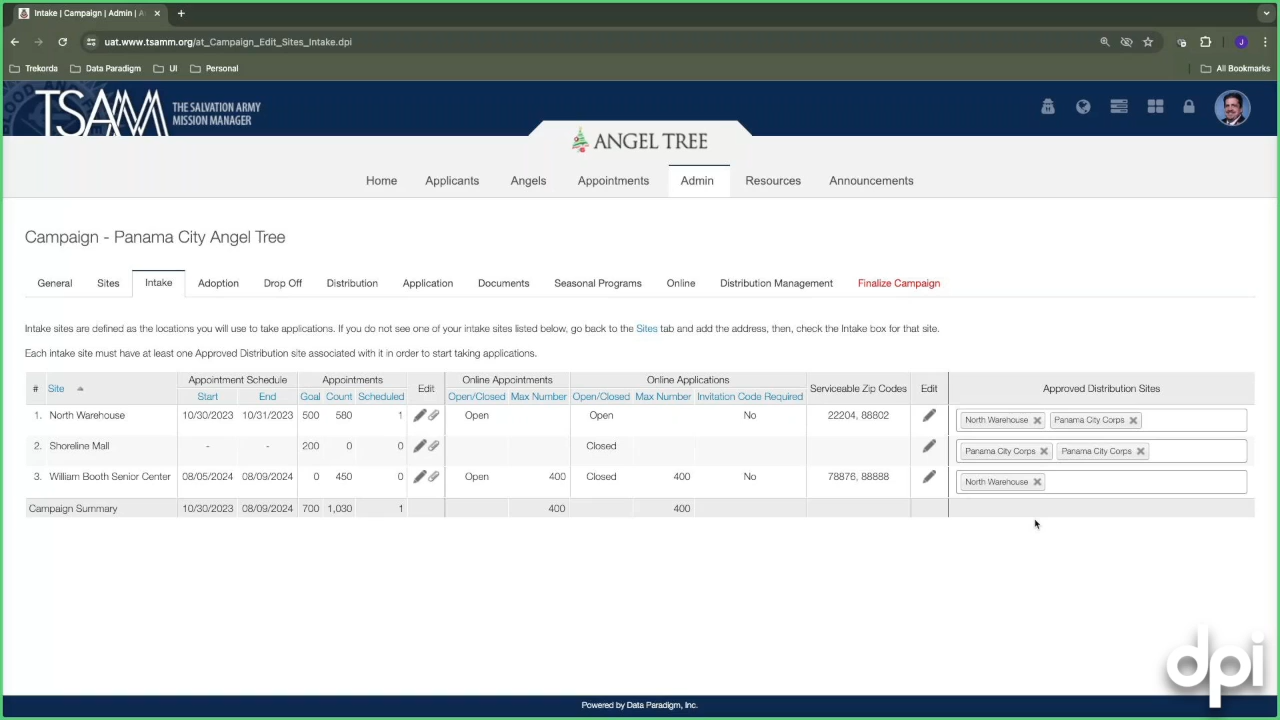 Intake | Campaign | Admin | A
uat.www.tsamm.org/at_Campaign_Edit_Sites_Intake.dpi
J
Trekorda
Data Paradigm
UI
Personal
All Bookmarks
TSAMM
THE SALVATION ARMY
MISSION MANAGER
ANGEL TREE
Home Applicants Angels Appointments Admin Resources Announcements
Campaign - Panama City Angel Tree
General Sites Intake Adoption Drop Off Distribution Application Documents Seasonal Programs Online Distribution Management Finalize Campaign
Intake sites are defined as the locations you will use to take applications. If you do not see one of your intake sites listed below, go back to the Sites tab and add the address, then, check the Intake box for that site.
Each intake site must have at least one Approved Distribution site associated with it in order to start taking applications.
Appointment Schedule Appointments Online Appointments Online Applications
# Site Edit Serviceable Zip Codes Edit Approved Distribution Sites
Start End Goal Count Scheduled Open/Closed Max Number Open/Closed Max Number Invitation Code Required
1. North Warehouse 10/30/2023 10/31/2023 500 580 1 Open Open No 22204, 88802 North Warehouse Panama City Corps
2. Shoreline Mall - - 200 0 0 Closed Panama City Corps Panama City Corps
3. William Booth Senior Center 08/05/2024 08/09/2024 0 450 0 Open 400 Closed 400 No 78876, 88888 North Warehouse
Campaign Summary 10/30/2023 08/09/2024 700 1,030 1 400 400
dpi
Powered by Data Paradigm, Inc.